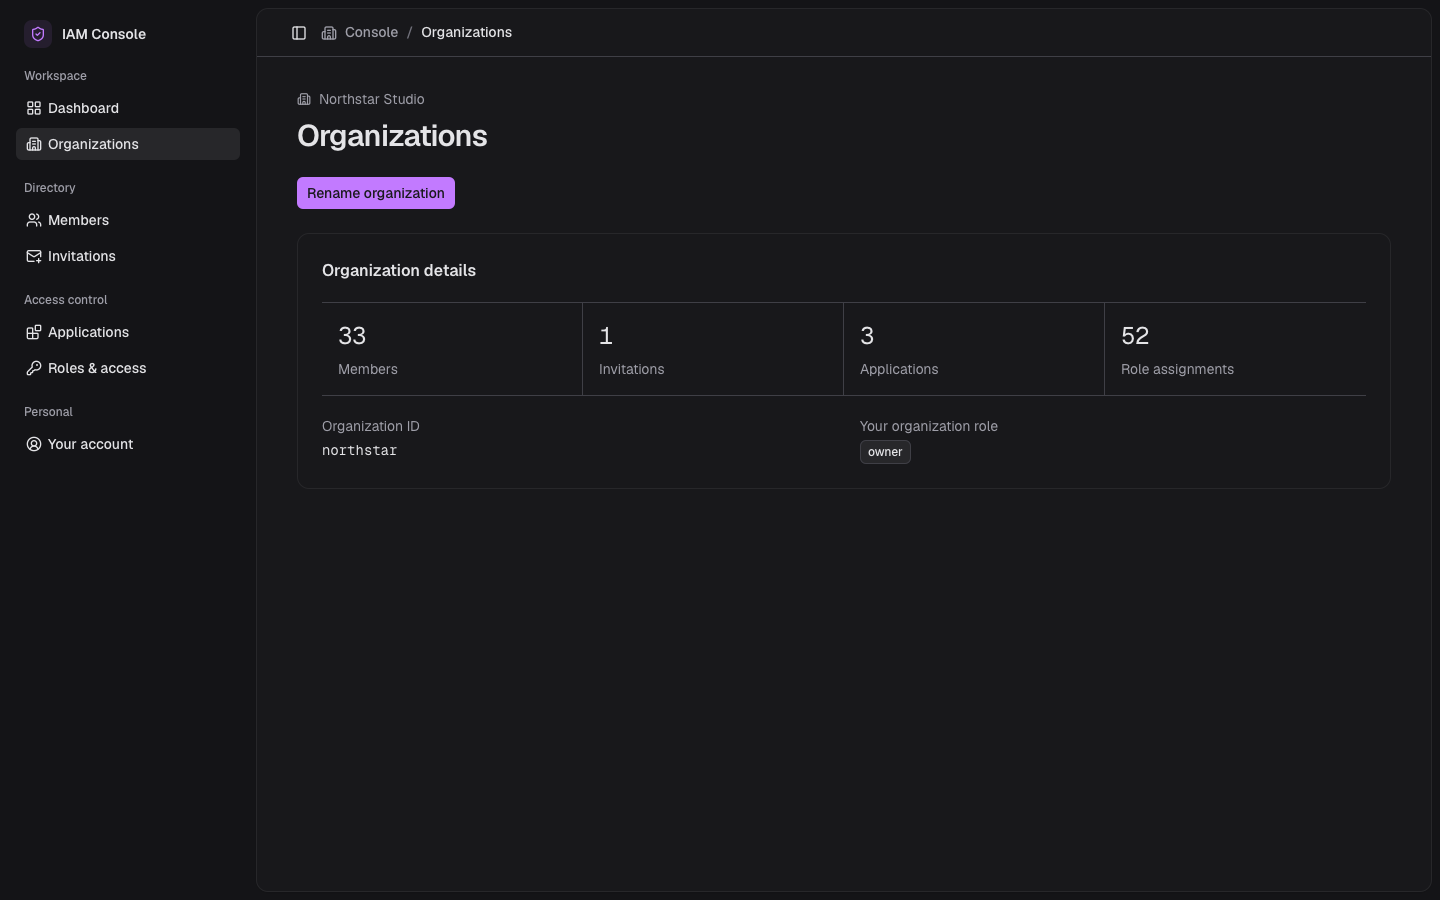 IAM Console
Workspace
Dashboard
Organizations
Directory
Members
Invitations
Access control
Applications
Roles & access
Personal
Your account
Console / Organizations
Northstar Studio
Organizations
Rename organization
Organization details
33
Members
1
Invitations
3
Applications
52
Role assignments
Organization ID
northstar
Your organization role
owner